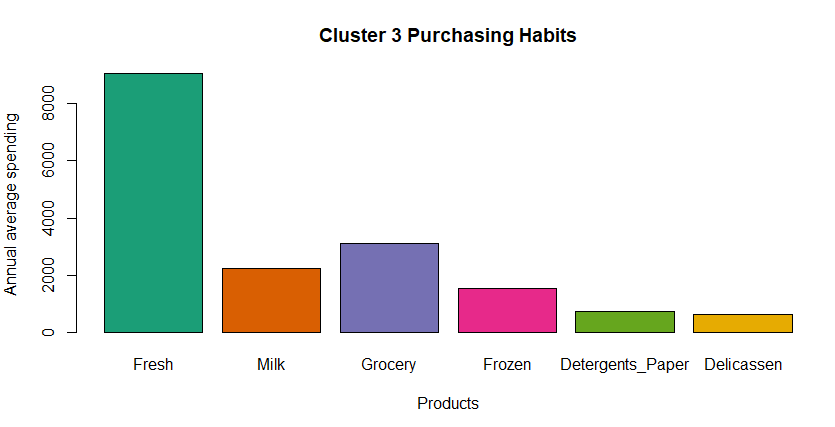 Cluster 3 Purchasing Habits
Annual average spending
8000
6000
4000
2000
0
Fresh Milk Grocery Frozen Detergents_Paper Delicassen
Products